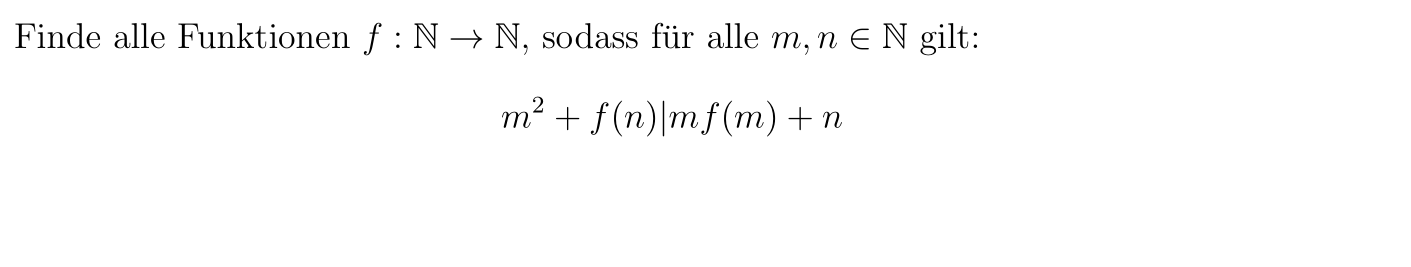 Finde alle Funktionen f : ℕ → ℕ, sodass für alle m, n ∈ ℕ gilt:
m² + f(n)|mf(m) + n